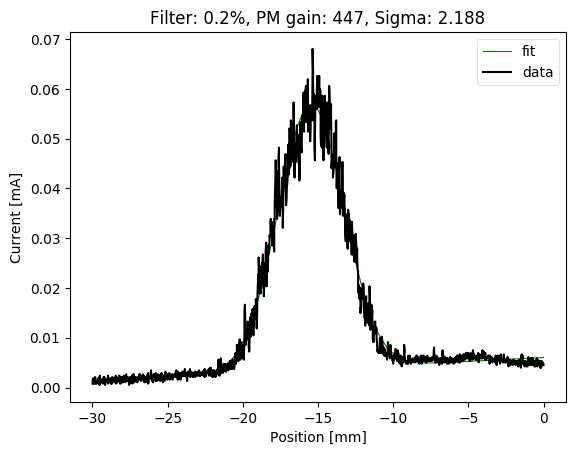 Filter: 0.2%, PM gain: 447, Sigma: 2.188
fit
data
0.07
0.06
0.05
0.04
0.03
0.02
0.01
0.00
Current [mA]
−30 −25 −20 −15 −10 −5 0
Position [mm]